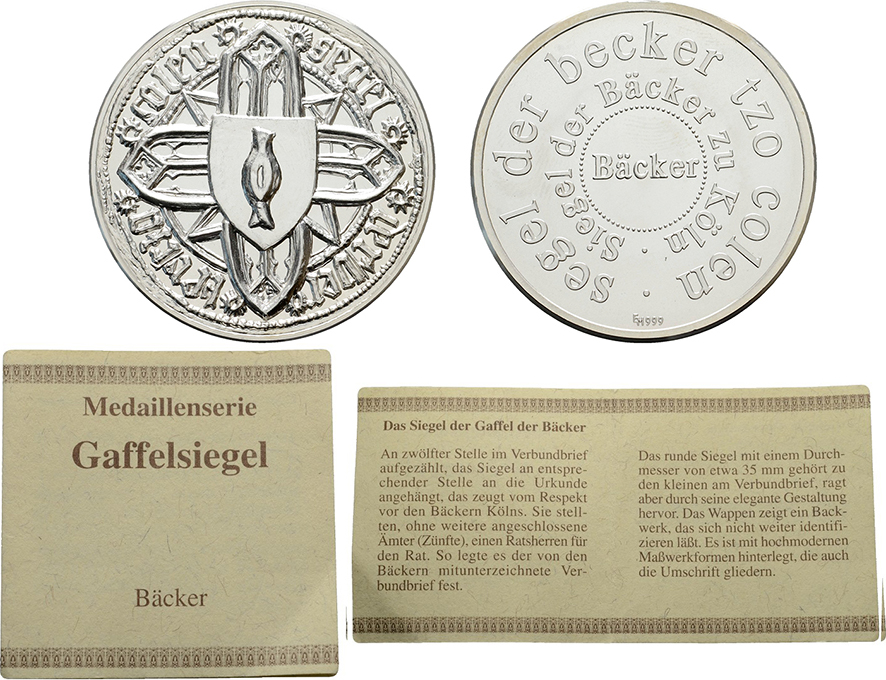 segel
der becker
tzo
colen
segel der becker tzo colen
Siegel der Bäcker zu Köln
Bäcker
EH999
Medaillenserie
Gaffelsiegel
Bäcker
Das Siegel der Gaffel der Bäcker
An zwölfter Stelle im Verbundbrief
aufgezählt, das Siegel an entspre-
chender Stelle an die Urkunde
angehängt, das zeugt vom Respekt
vor den Bäckern Kölns. Sie stell-
ten, ohne weitere angeschlossene
Ämter (Zünfte), einen Ratsherren für
den Rat. So legte es der von den
Bäckern mitunterzeichnete Ver-
bundbrief fest.
Das runde Siegel mit einem Durch-
messer von etwa 35 mm gehört zu
den kleinen am Verbundbrief, ragt
aber durch seine elegante Gestaltung
hervor. Das Wappen zeigt ein Back-
werk, das sich nicht weiter identifi-
zieren läßt. Es ist mit hochmodernen
Maßwerkformen hinterlegt, die auch
die Umschrift gliedern.